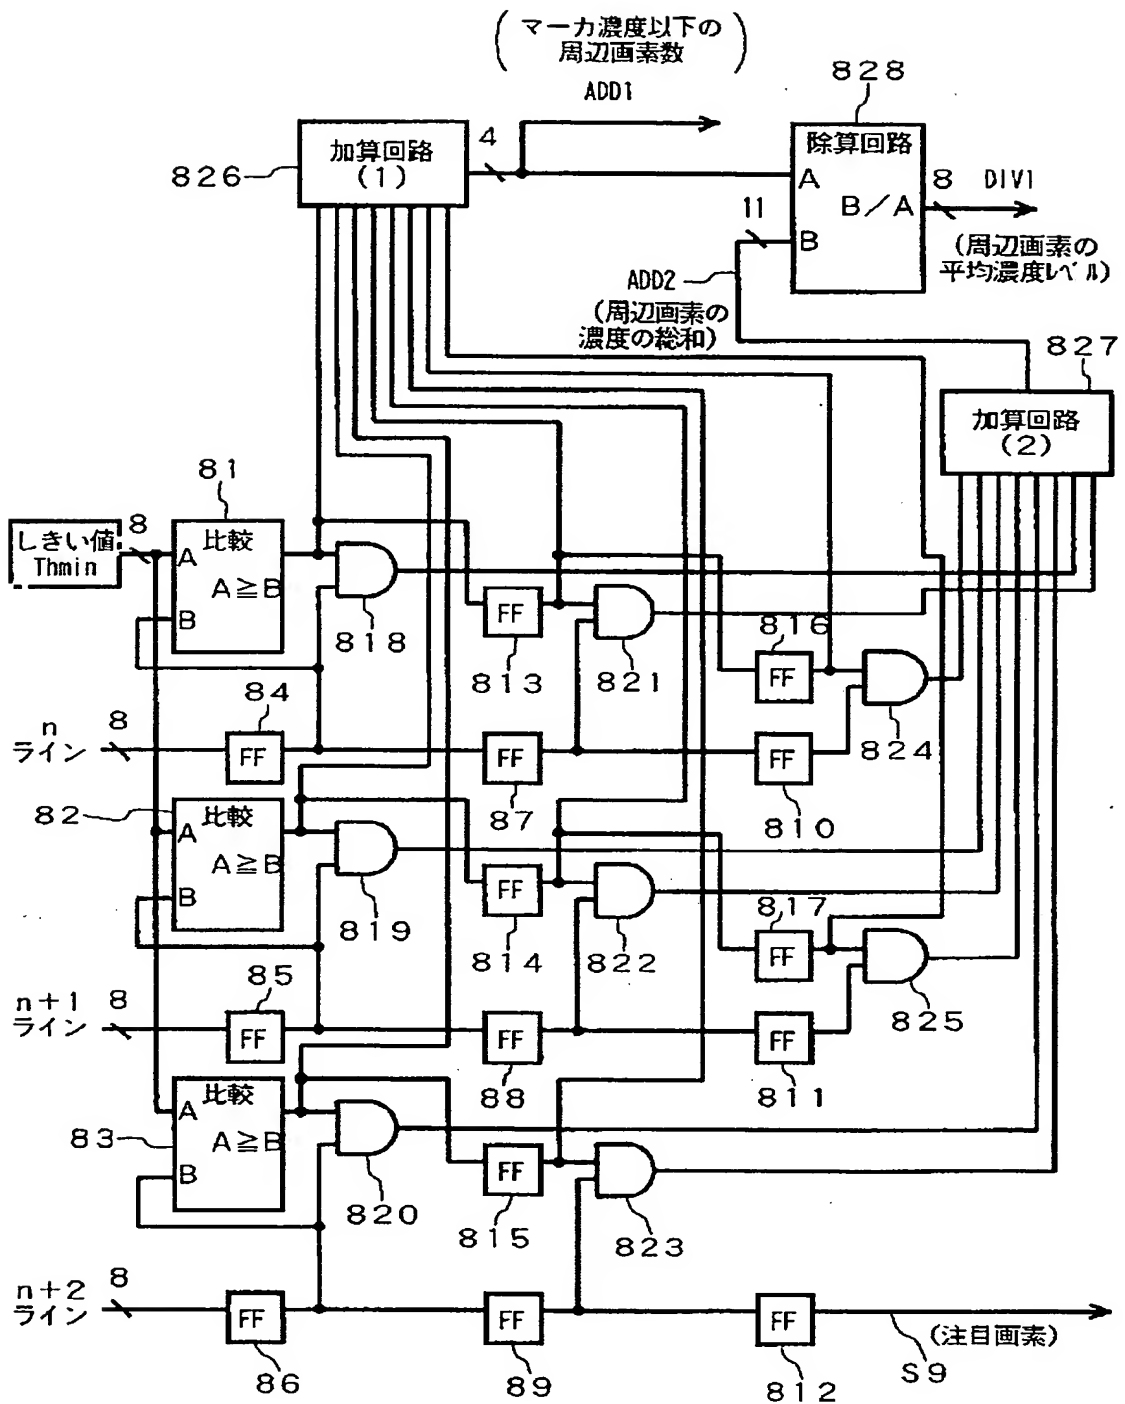 マーカ濃度以下の
周辺画素数
ADD1
828
加算回路
(1)
826
4
除算回路
A
B/A
B
11
8
DIV1
(周辺画素の
平均濃度レベル)
ADD2
(周辺画素の
濃度の総和)
827
加算回路
(2)
81
しきい値
Thmin
8
比較
A
A≧B
B
818
FF
813
821
816
FF
824
84
n
ライン
8
FF
FF
87
FF
810
82
比較
A
A≧B
B
819
FF
814
822
817
FF
825
85
n+1
ライン
8
FF
FF
88
FF
811
83
比較
A
A≧B
B
820
FF
815
823
n+2
ライン
8
FF
86
FF
89
FF
812
(注目画素)
S9